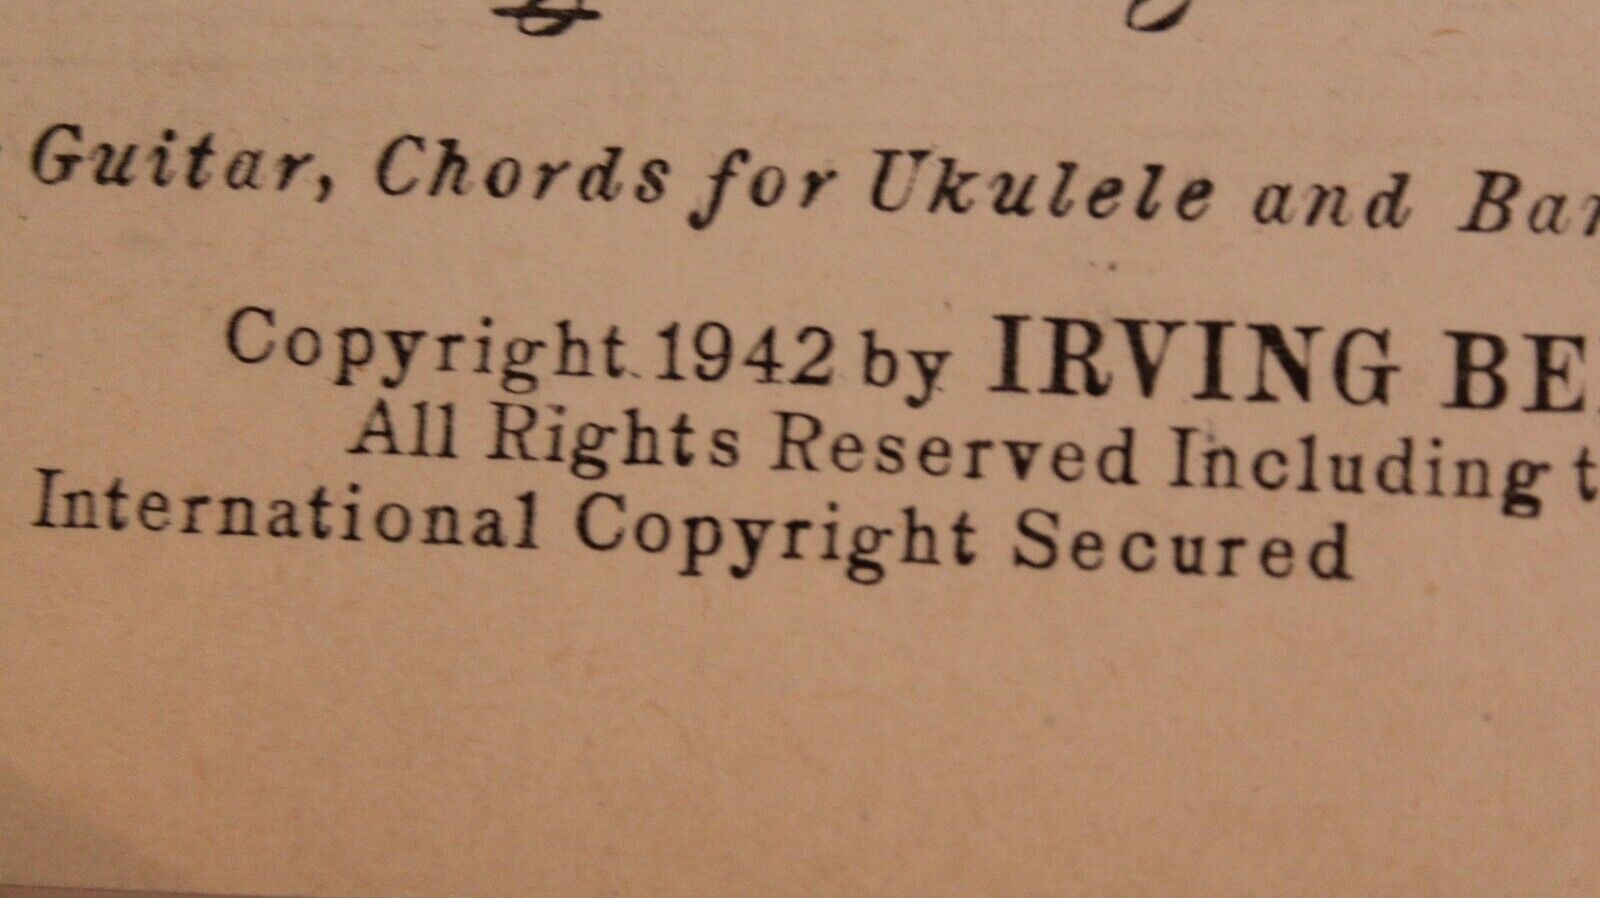 Guitar, Chords for Ukulele and
Copyright 1942 by IRVING
All Rights Reserved Including
International Copyright Secured